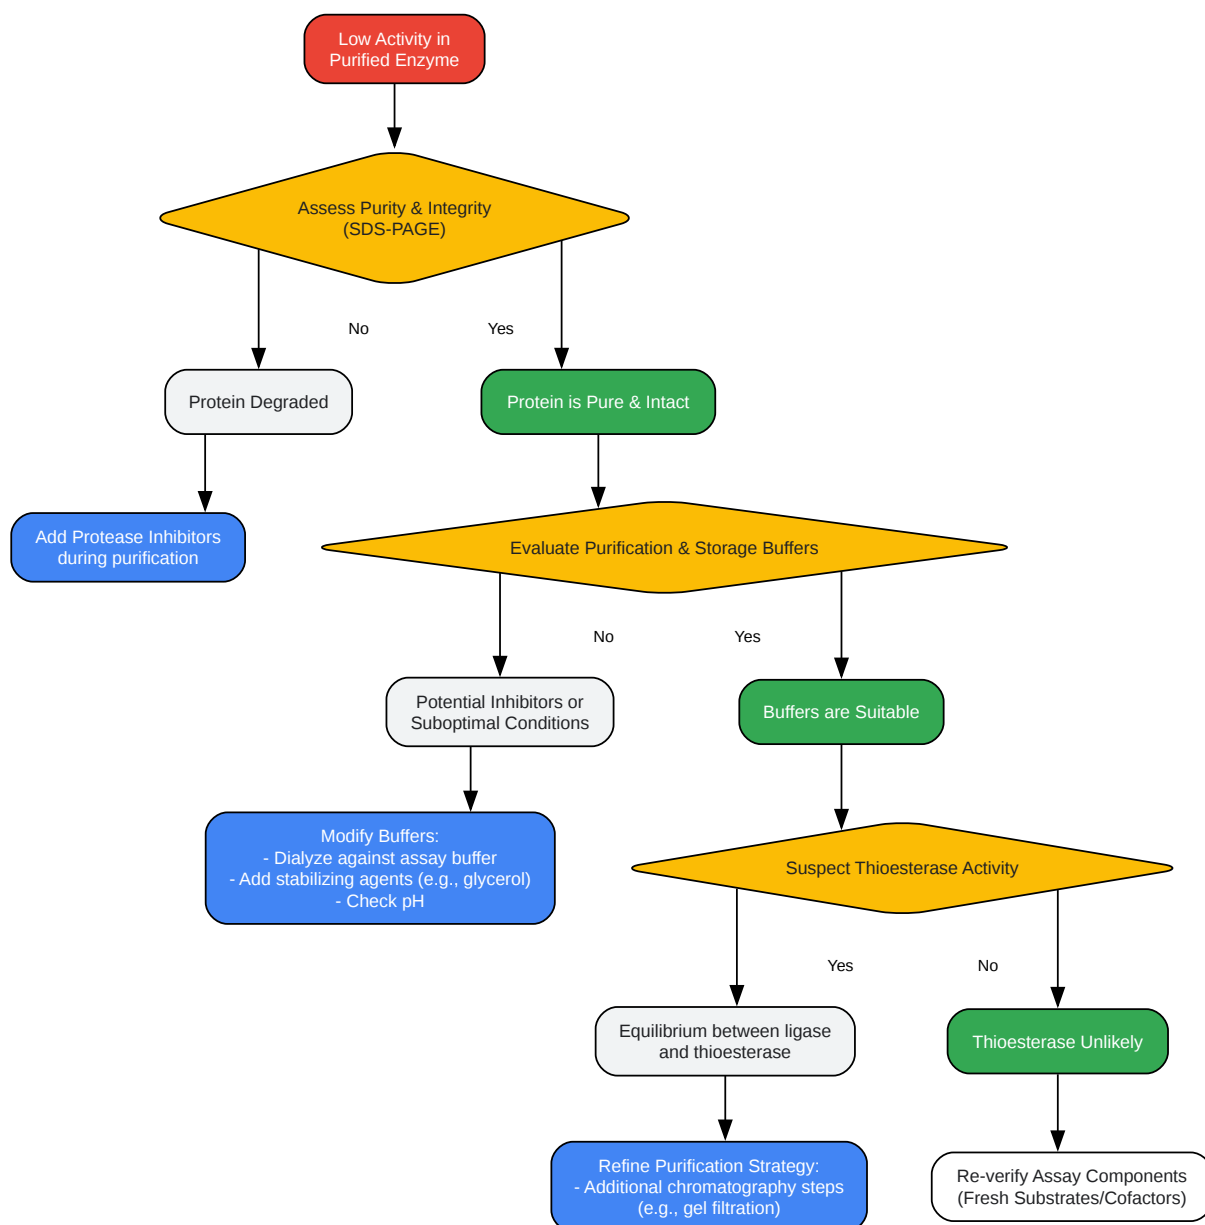 Low Activity in
Purified Enzyme
Assess Purity & Integrity
(SDS-PAGE)
No
Yes
Protein Degraded
Protein is Pure & Intact
Add Protease Inhibitors
during purification
Evaluate Purification & Storage Buffers
No
Yes
Potential Inhibitors or
Suboptimal Conditions
Buffers are Suitable
Modify Buffers:
- Dialyze against assay buffer
- Add stabilizing agents (e.g., glycerol)
- Check pH
Suspect Thioesterase Activity
Yes
No
Equilibrium between ligase
and thioesterase
Thioesterase Unlikely
Refine Purification Strategy:
- Additional chromatography steps
(e.g., gel filtration)
Re-verify Assay Components
(Fresh Substrates/Cofactors)